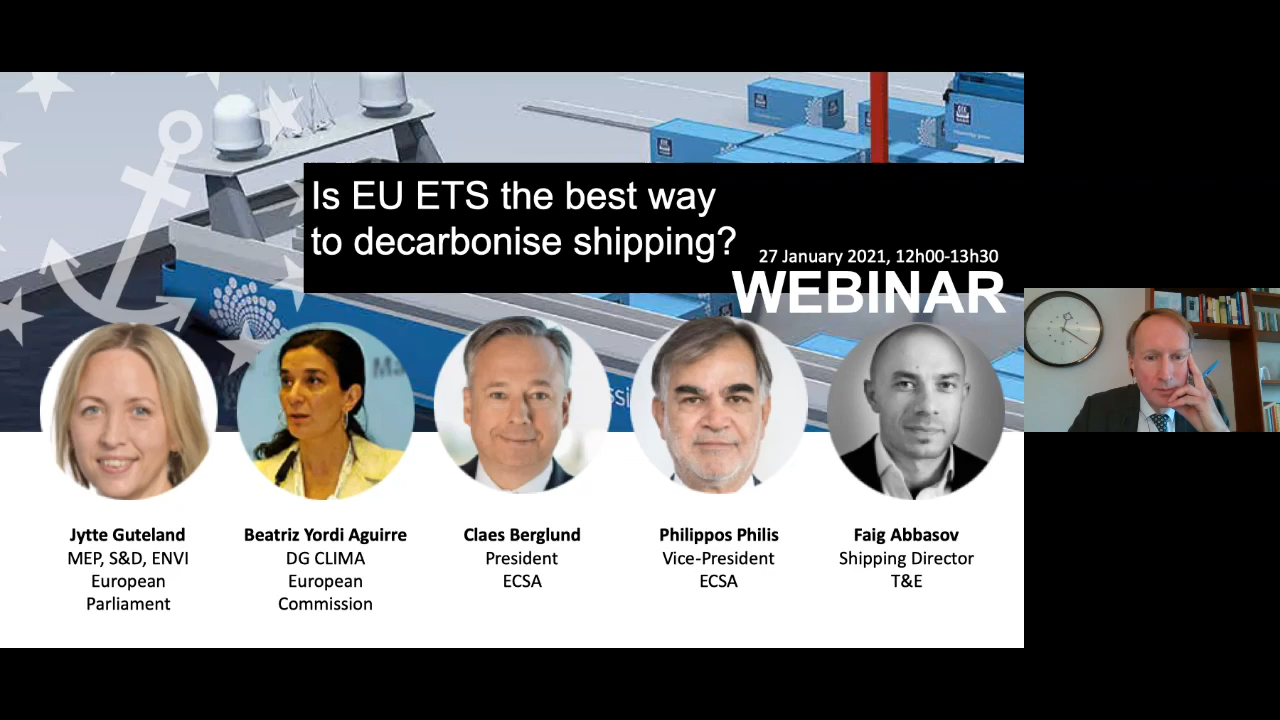 Is EU ETS the best way
to decarbonise shipping?
27 January 2021, 12h00-13h30
WEBINAR
Ma
Jytte Guteland
MEP, S&D, ENVI
European
Parliament
Beatriz Yordi Aguirre
DG CLIMA
European
Commission
Claes Berglund
President
ECSA
Philippos Philis
Vice-President
ECSA
Faig Abbasov
Shipping Director
T&E